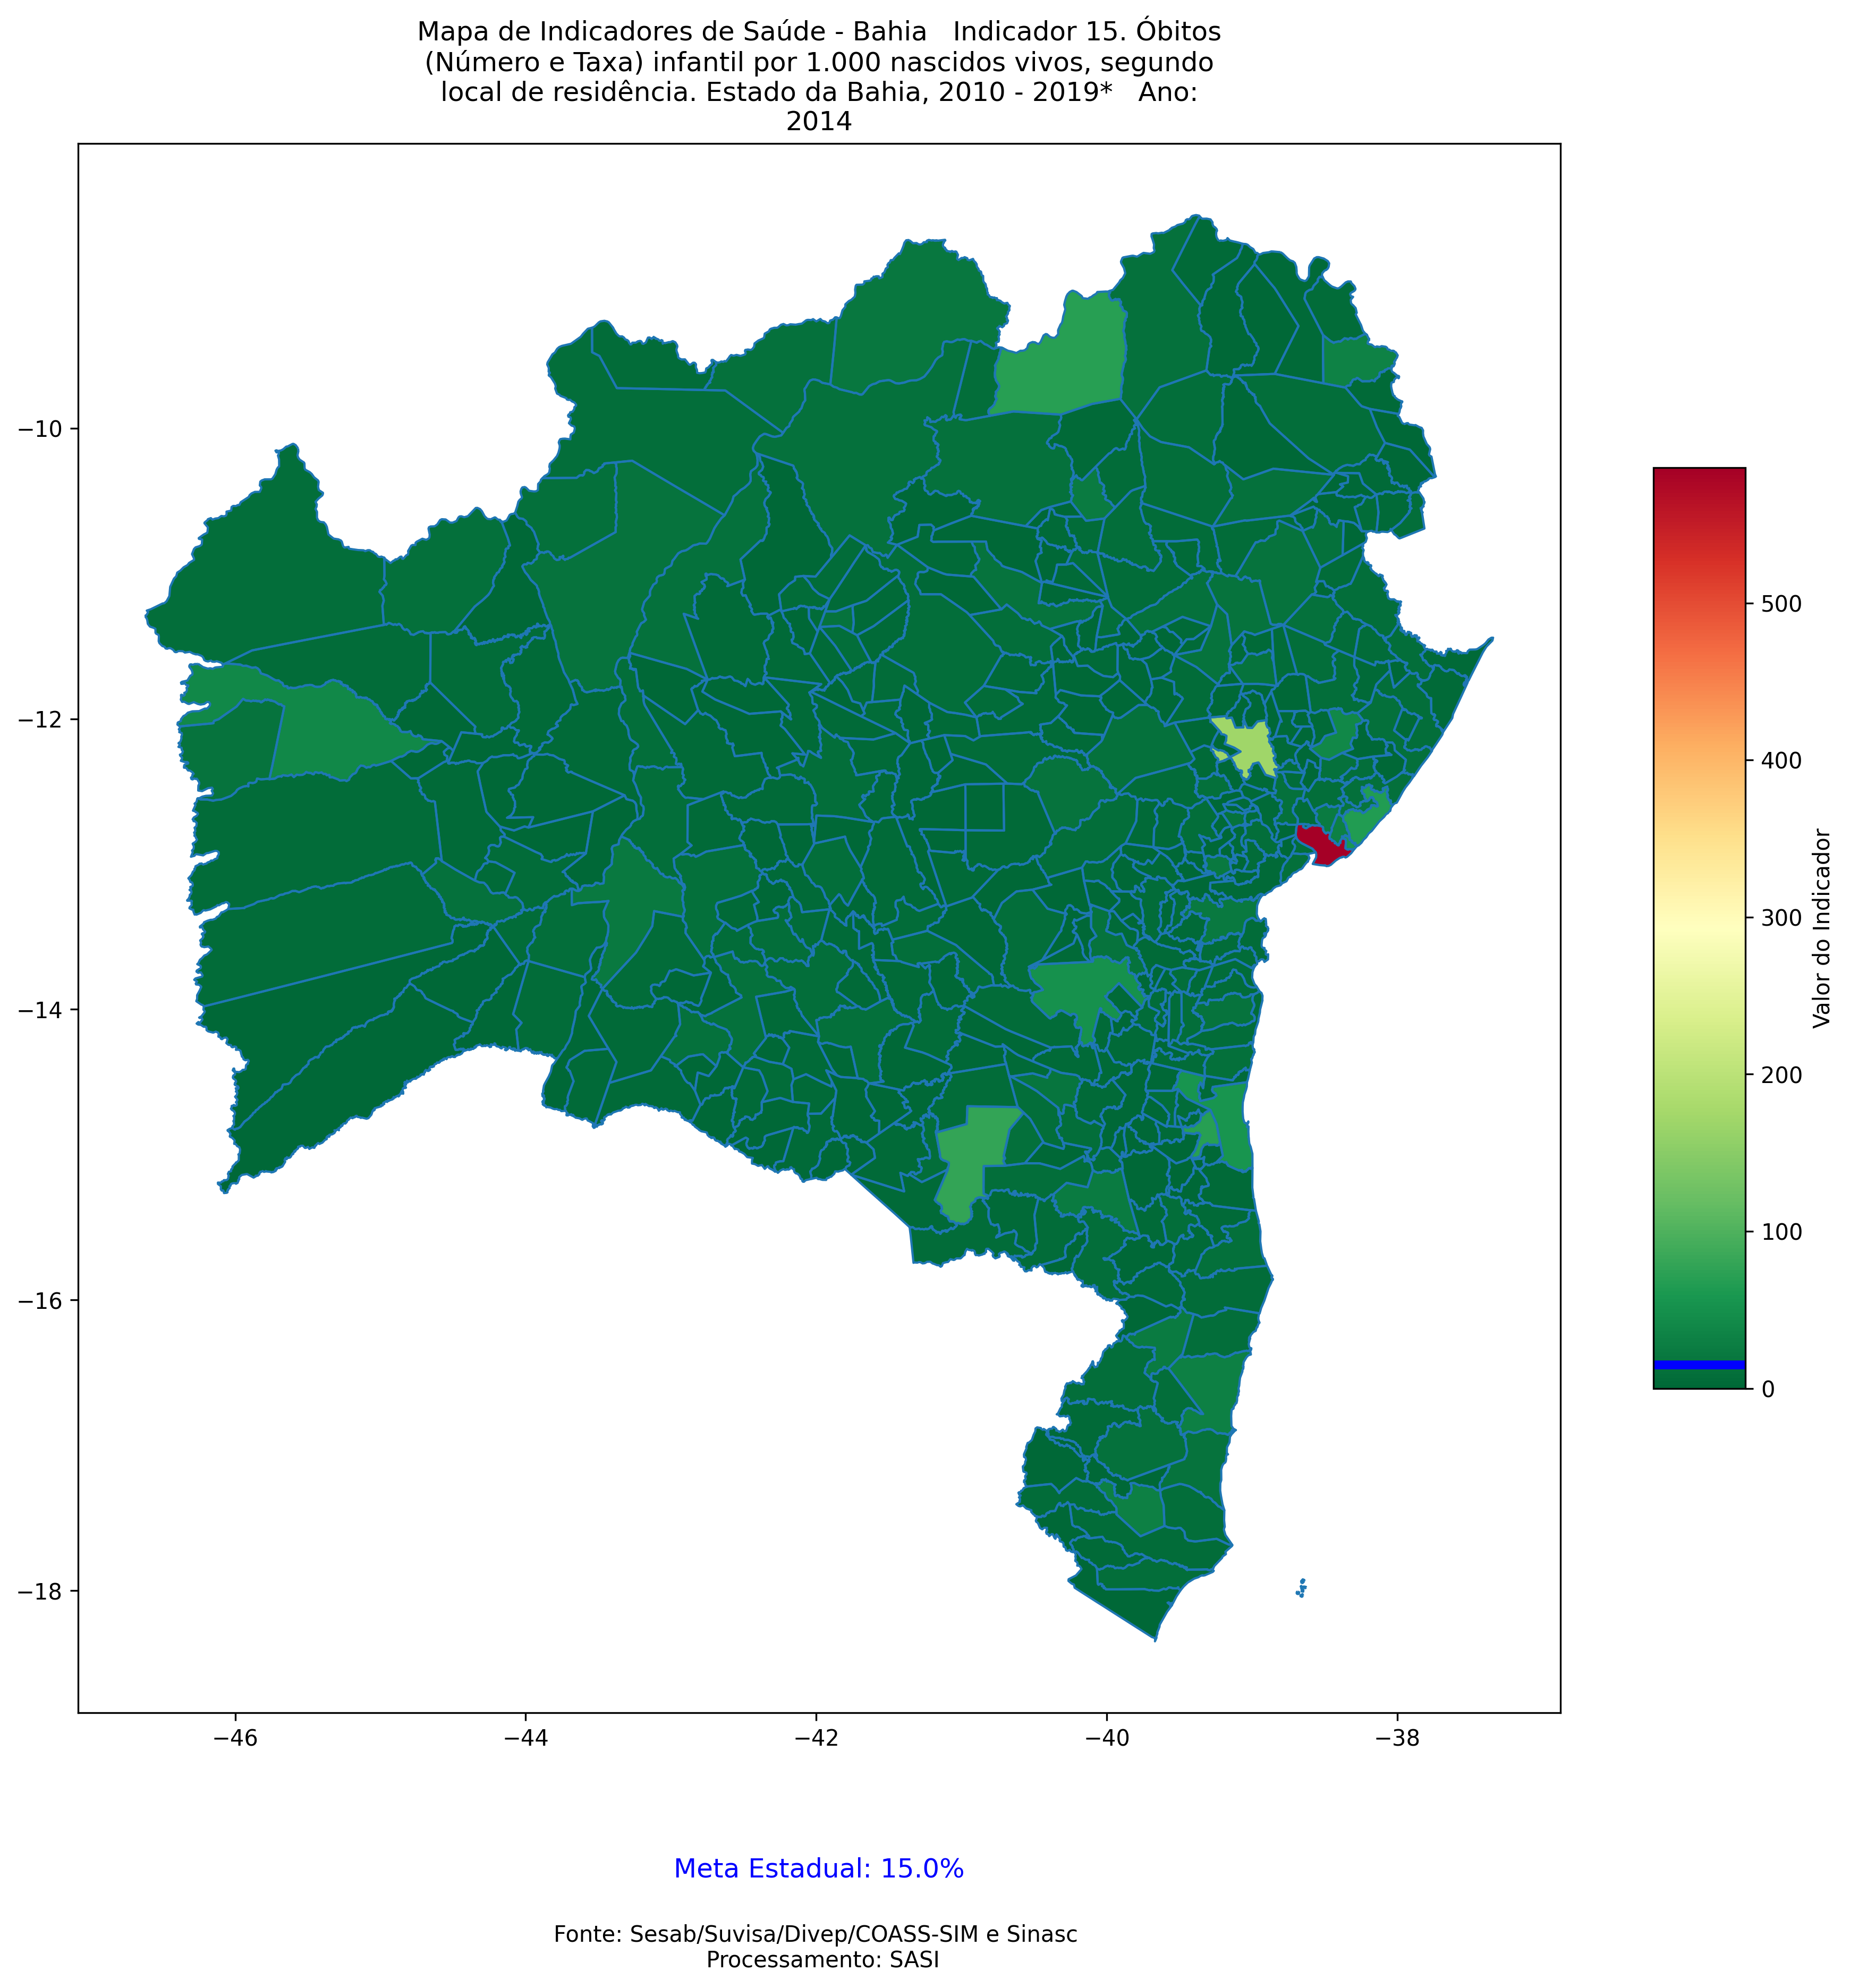 Mapa de Indicadores de Saúde - Bahia   Indicador 15. Óbitos
(Número e Taxa) infantil por 1.000 nascidos vivos, segundo
local de residência. Estado da Bahia, 2010 - 2019*   Ano:
2014
−10
−12
−14
−16
−18
−46
−44
−42
−40
−38
500
400
300
200
100
0
Valor do Indicador
Meta Estadual: 15.0%
Fonte: Sesab/Suvisa/Divep/COASS-SIM e Sinasc
Processamento: SASI